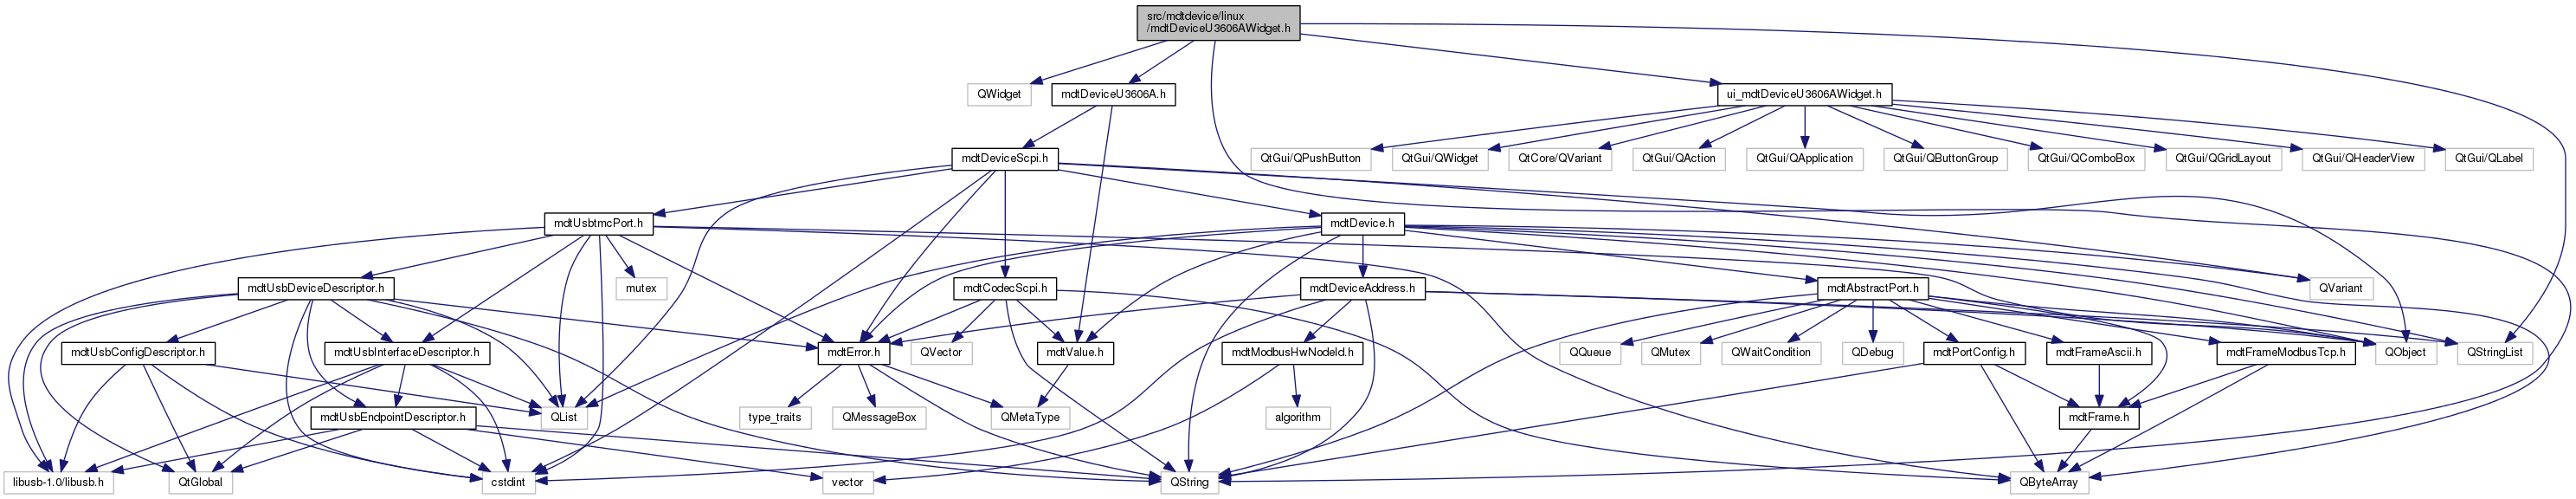 src/mdtdevice/linux
/mdtDeviceU3606AWidget.h
QWidget
mdtDeviceU3606A.h
ui_mdtDeviceU3606AWidget.h
mdtDeviceScpi.h
QtGui/QPushButton
QtGui/QWidget
QtCore/QVariant
QtGui/QAction
QtGui/QApplication
QtGui/QButtonGroup
QtGui/QComboBox
QtGui/QGridLayout
QtGui/QHeaderView
QtGui/QLabel
mdtUsbtmcPort.h
mdtDevice.h
mdtUsbDeviceDescriptor.h
mutex
mdtCodecScpi.h
mdtDeviceAddress.h
mdtAbstractPort.h
QVariant
mdtUsbConfigDescriptor.h
mdtUsbInterfaceDescriptor.h
mdtError.h
QVector
mdtValue.h
mdtModbusHwNodeId.h
QQueue
QMutex
QWaitCondition
QDebug
mdtPortConfig.h
mdtFrameAscii.h
mdtFrameModbusTcp.h
QObject
QStringList
mdtUsbEndpointDescriptor.h
QList
type_traits
QMessageBox
QMetaType
algorithm
mdtFrame.h
libusb-1.0/libusb.h
QtGlobal
cstdint
vector
QString
QByteArray